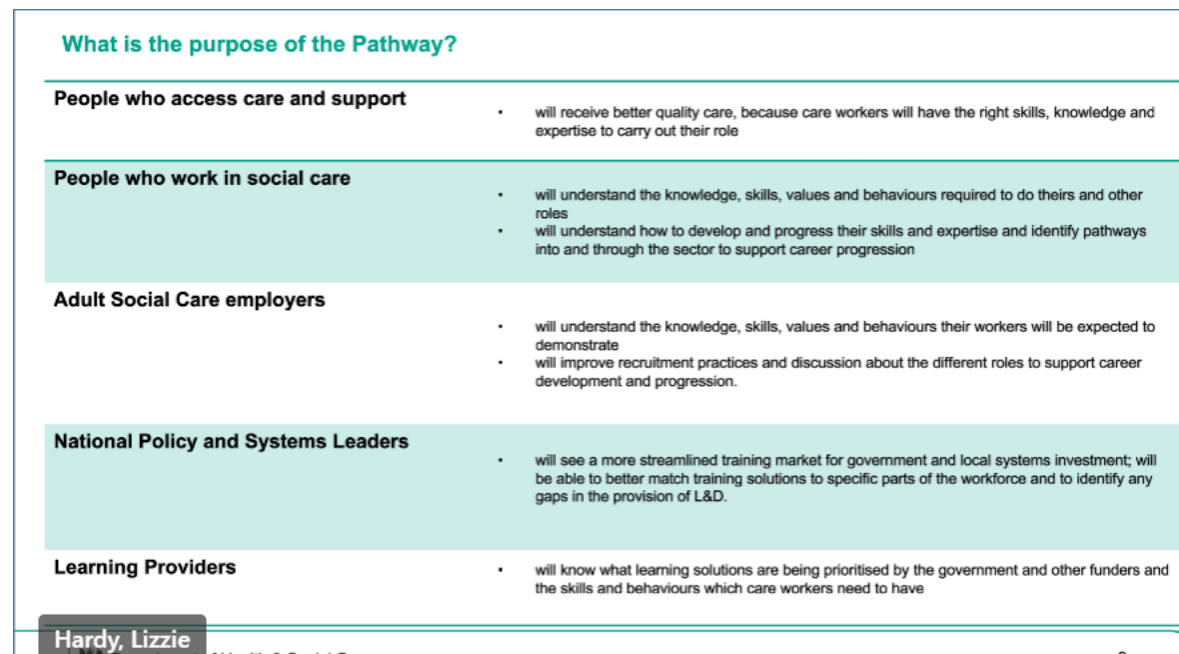 What is the purpose of the Pathway?
People who access care and support
• will receive better quality care, because care workers will have the right skills, knowledge and
expertise to carry out their role
People who work in social care
• will understand the knowledge, skills, values and behaviours required to do theirs and other
roles
• will understand how to develop and progress their skills and expertise and identify pathways
into and through the sector to support career progression
Adult Social Care employers
• will understand the knowledge, skills, values and behaviours their workers will be expected to
demonstrate
• will improve recruitment practices and discussion about the different roles to support career
development and progression.
National Policy and Systems Leaders
• will see a more streamlined training market for government and local systems investment; will
be able to better match training solutions to specific parts of the workforce and to identify any
gaps in the provision of L&D.
Learning Providers
• will know what learning solutions are being prioritised by the government and other funders and
the skills and behaviours which care workers need to have
Hardy, Lizzie